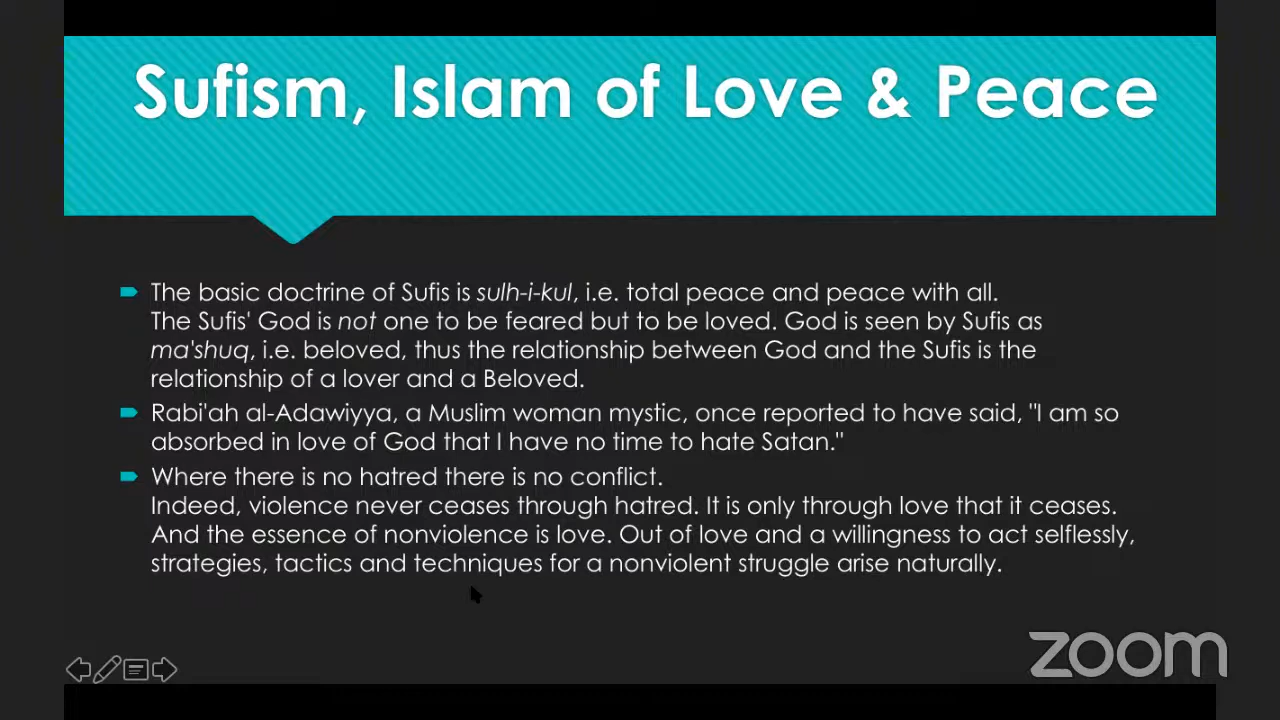 Sufism, Islam of Love & Peace
The basic doctrine of Sufis is sulh-i-kul, i.e. total peace and peace with all.
The Sufis' God is not one to be feared but to be loved. God is seen by Sufis as
ma'shuq, i.e. beloved, thus the relationship between God and the Sufis is the
relationship of a lover and a Beloved.
Rabi'ah al-Adawiyya, a Muslim woman mystic, once reported to have said, "I am so
absorbed in love of God that I have no time to hate Satan."
Where there is no hatred there is no conflict.
Indeed, violence never ceases through hatred. It is only through love that it ceases.
And the essence of nonviolence is love. Out of love and a willingness to act selflessly,
strategies, tactics and techniques for a nonviolent struggle arise naturally.
zoom